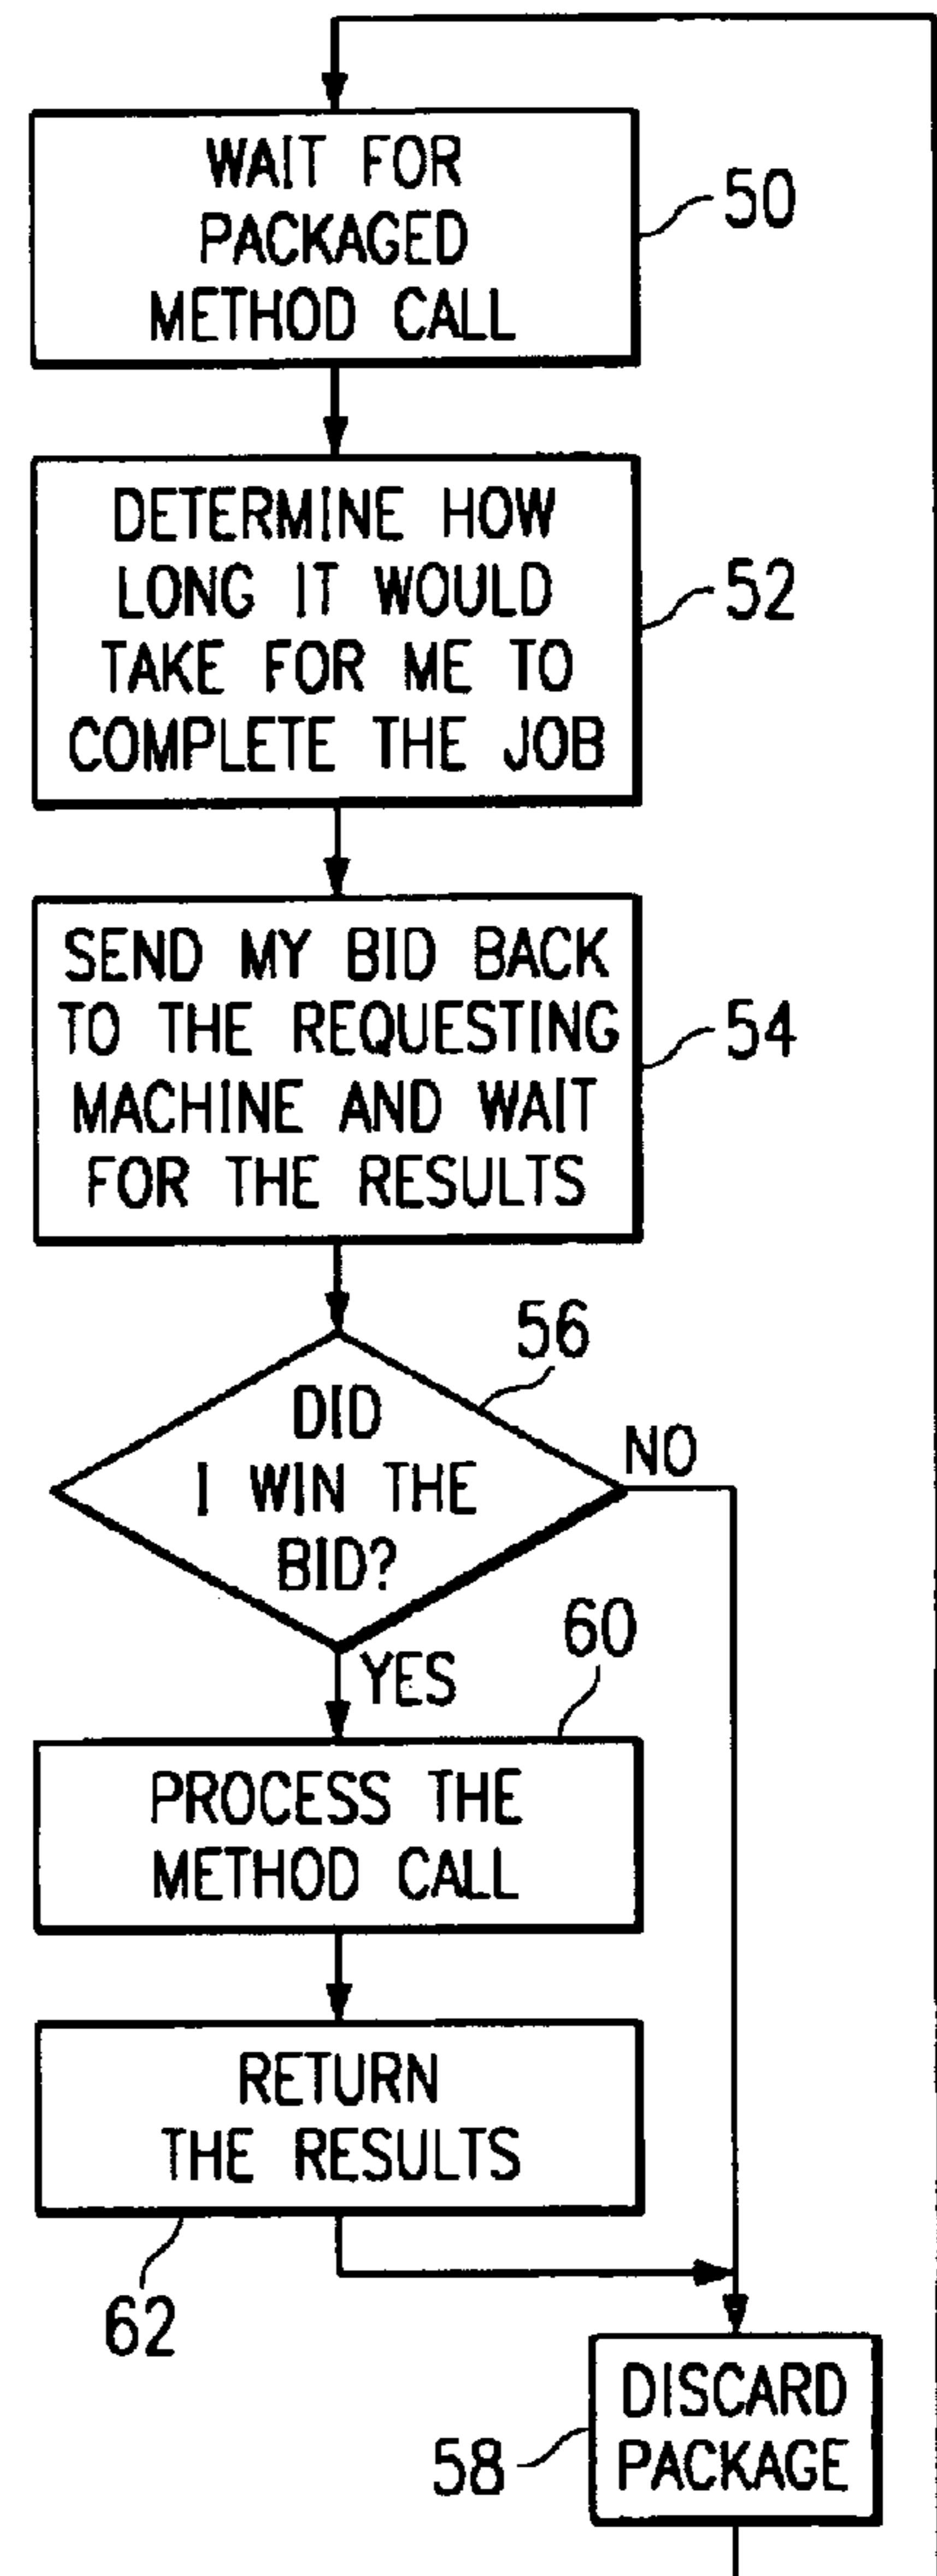 WAIT FOR
PACKAGED
METHOD CALL
50
DETERMINE HOW
LONG IT WOULD
TAKE FOR ME TO
COMPLETE THE JOB
52
SEND MY BID BACK
TO THE REQUESTING
MACHINE AND WAIT
FOR THE RESULTS
54
56
DID
I WIN THE
BID?
NO
YES
60
PROCESS THE
METHOD CALL
RETURN
THE RESULTS
62
DISCARD
PACKAGE
58